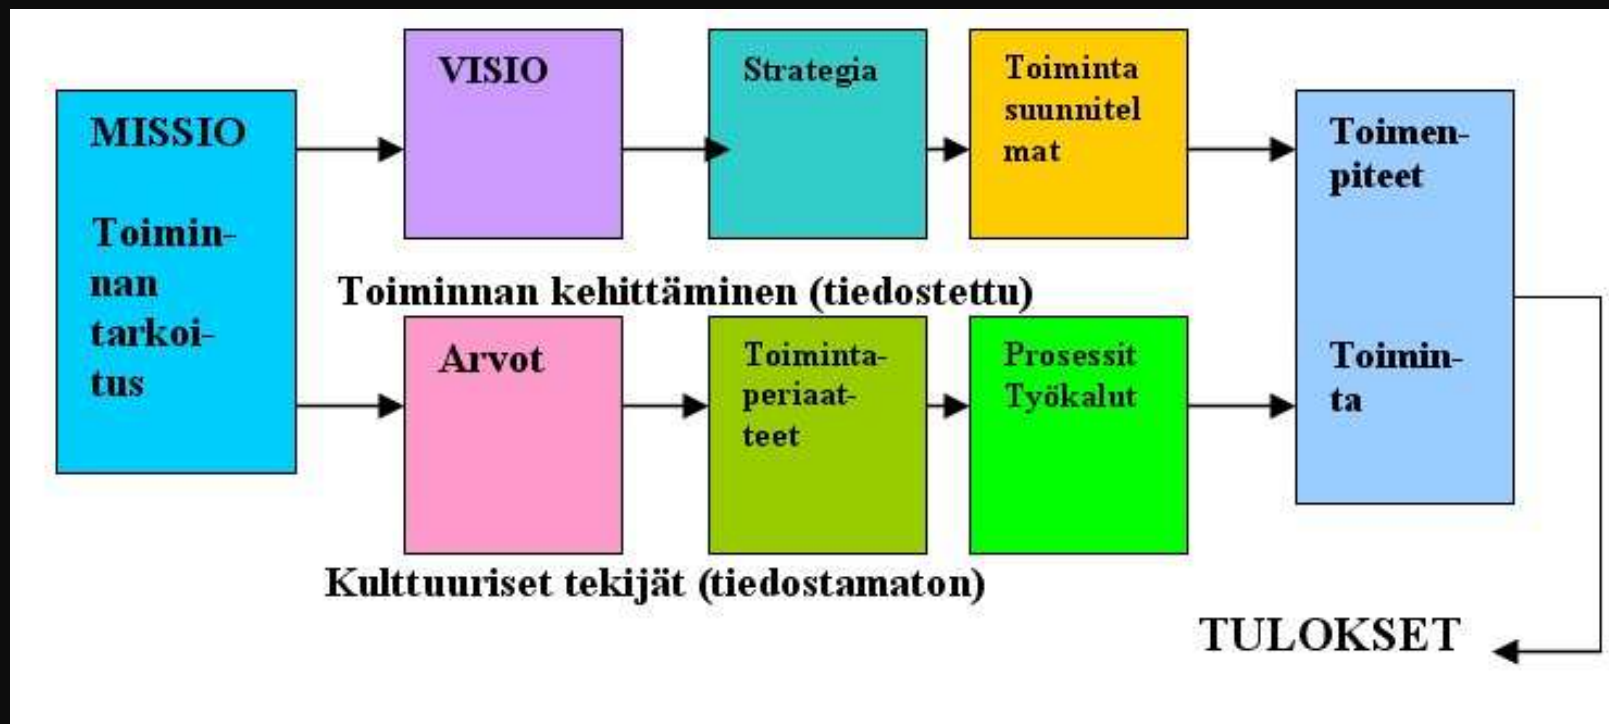 MISSIO
Toimin-
nan
tarkoi-
tus
VISIO
Strategia
Toiminta
suunnitel
mat
Toimen-
piteet
Toiminnan kehittäminen (tiedostettu)
Arvot
Toiminta-
periaat-
teet
Prosessit
Työkalut
Toimin-
ta
Kulttuuriset tekijät (tiedostamaton)
TULOKSET